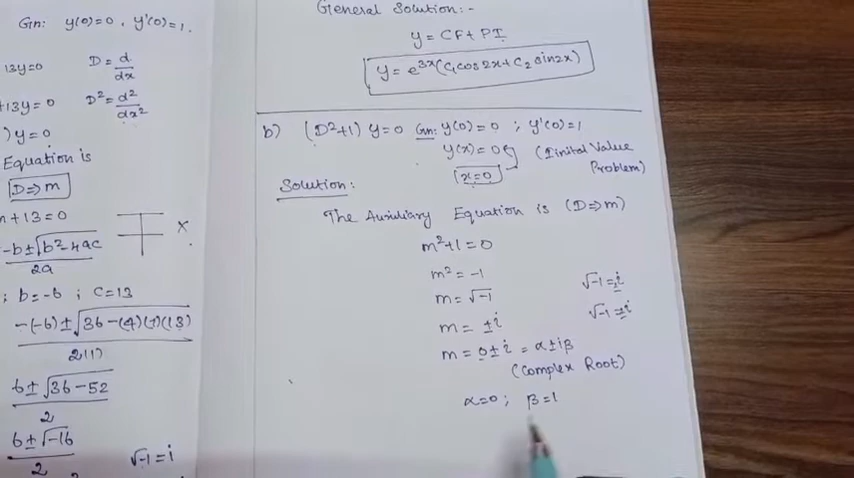 Gn: y(0)=0, y'(0)=1.
13y=0 D=d/dx
+13y=0 D²=d²/dx²
)y=0
Equation is
D⇒m
+13=0
-b±√b²-4ac
2a
; b=-6 ; C=13
-(-6)±√36-(4)(1)(13)
2(1)
6±√36-52
2
6±√-16
2
√-1=i
General Solution:-
y=CF+PI
y=e^3x(C₁cos2x+C₂sin2x)
b) (D²+1)y=0 Gn: y(0)=0 ; y'(0)=1
y(x)=0 (Inital Value
x=0 Problem)
Solution:
The Auxiliary Equation is (D⇒m)
m²+1=0
m²=-1
√-1=i
m=√-1
√-1=±i
m=±i
m=0±i=α±iβ
(Complex Root)
α=0; β=1